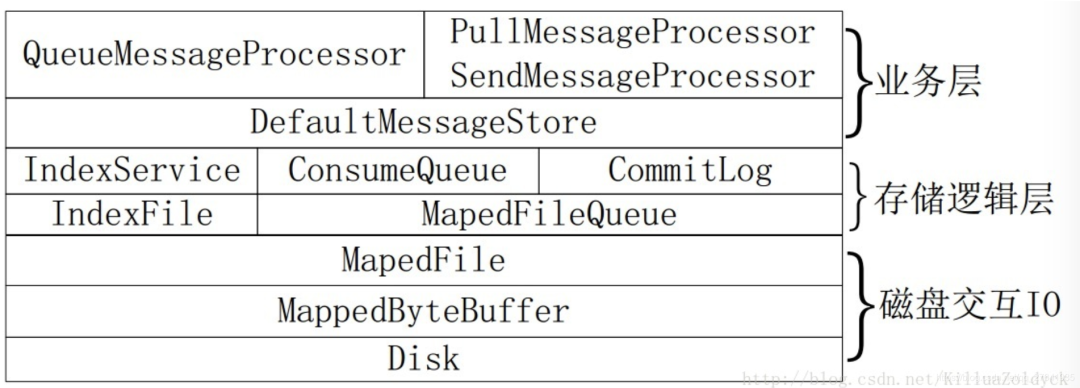 QueueMessageProcessor
PullMessageProcessor
SendMessageProcessor
业务层
DefaultMessageStore
IndexService
ConsumeQueue
CommitLog
存储逻辑层
IndexFile
MapedFileQueue
MapedFile
MappedByteBuffer
磁盘交互IO
Disk
http://blog.csdn.net/KilluaZoldyck